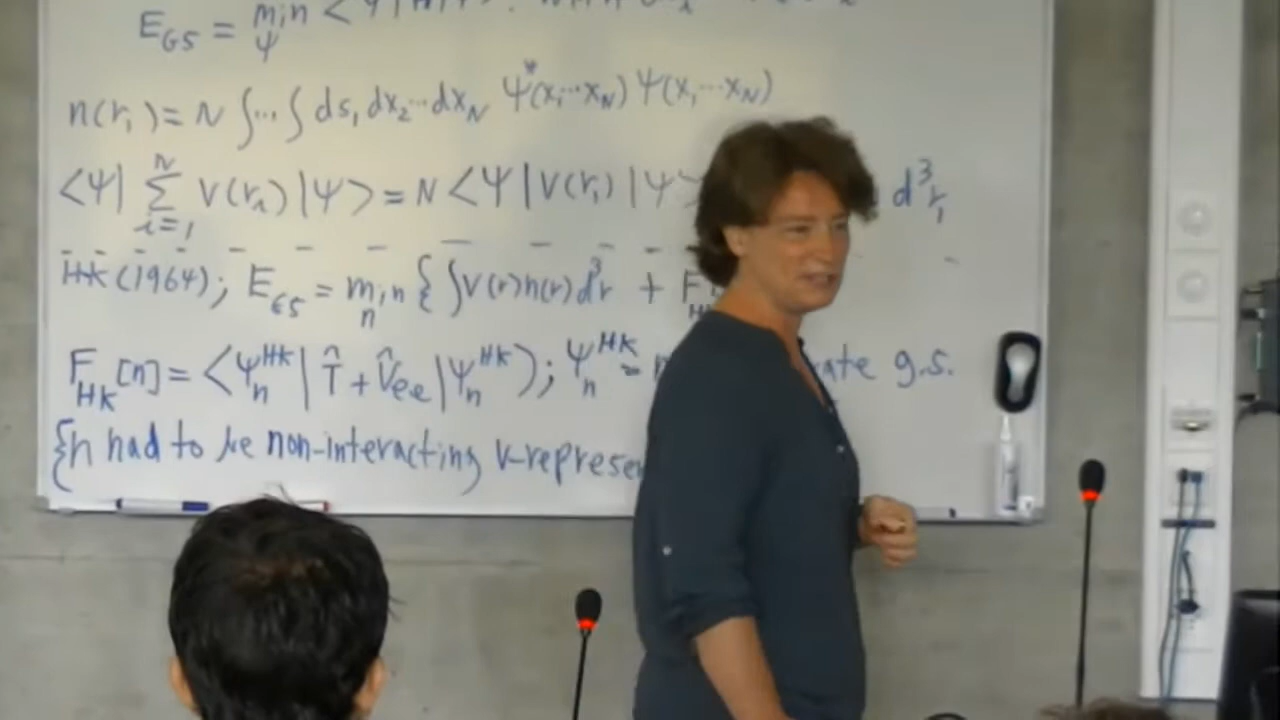 E_GS = min_Ψ <
n(r₁) = N ∫...∫ ds₁ dx₂...dx_N Ψ*(x₁...x_N) Ψ(x₁...x_N)
<Ψ| Σ_{i=1}^N v(r_i) |Ψ> = N <Ψ|v(r₁)|Ψ> d³r₁
HK (1964); E_GS = min_n { ∫v(r)n(r)d³r + F
F_HK[n] = <Ψ_n^HK | T̂ + V̂_ee | Ψ_n^HK>; Ψ_n^HK = g.s.
{n had to be non-interacting v-represen